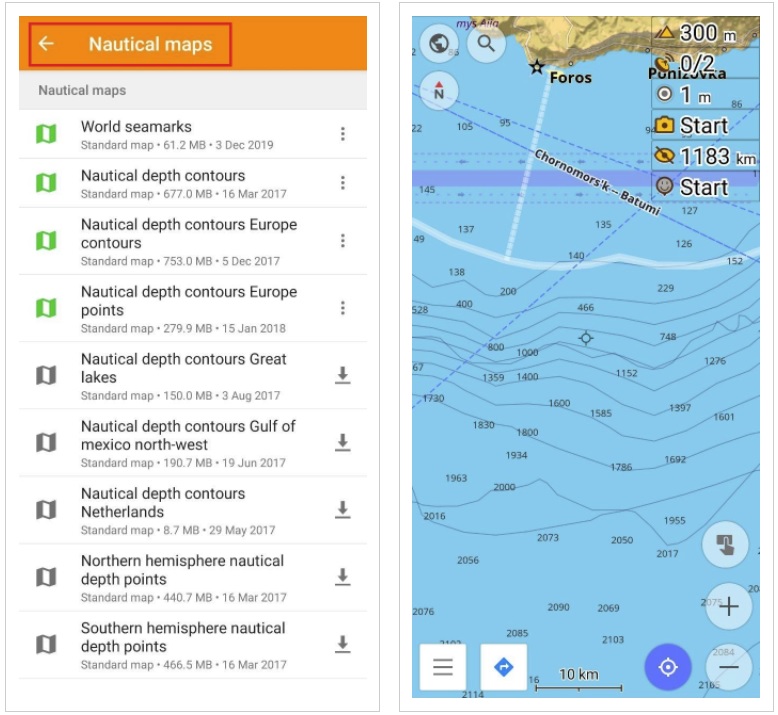 Nautical maps
Nautical maps
World seamarks
Standard map • 61.2 MB • 3 Dec 2019
Nautical depth contours
Standard map • 677.0 MB • 16 Mar 2017
Nautical depth contours Europe
contours
Standard map • 753.0 MB • 5 Dec 2017
Nautical depth contours Europe
points
Standard map • 279.9 MB • 15 Jan 2018
Nautical depth contours Great
lakes
Standard map • 150.0 MB • 3 Aug 2017
Nautical depth contours Gulf of
mexico north-west
Standard map • 190.7 MB • 19 Jun 2017
Nautical depth contours
Netherlands
Standard map • 8.7 MB • 29 May 2017
Northern hemisphere nautical
depth points
Standard map • 440.7 MB • 16 Mar 2017
Southern hemisphere nautical
depth points
Standard map • 466.5 MB • 16 Mar 2017
mys Aiia
300 m
0/2
Foros
Ponizovka
N
1 m
86
22 105 95
Start
Chornomors'k – Batumi
1183 km
145
Start
127
137 135
49 126
140 152
138
200 229
400 466
528
748
800 1000
1276
67 1359 1400 1152
1730 1600 1397
1585 1601
1830 1800
1934 1692
1786
1963 2000
2016 1955
2073 2050
2056 2017
2076 2090 2069 2075
+
2085 2103
2084
10 km
16
2114